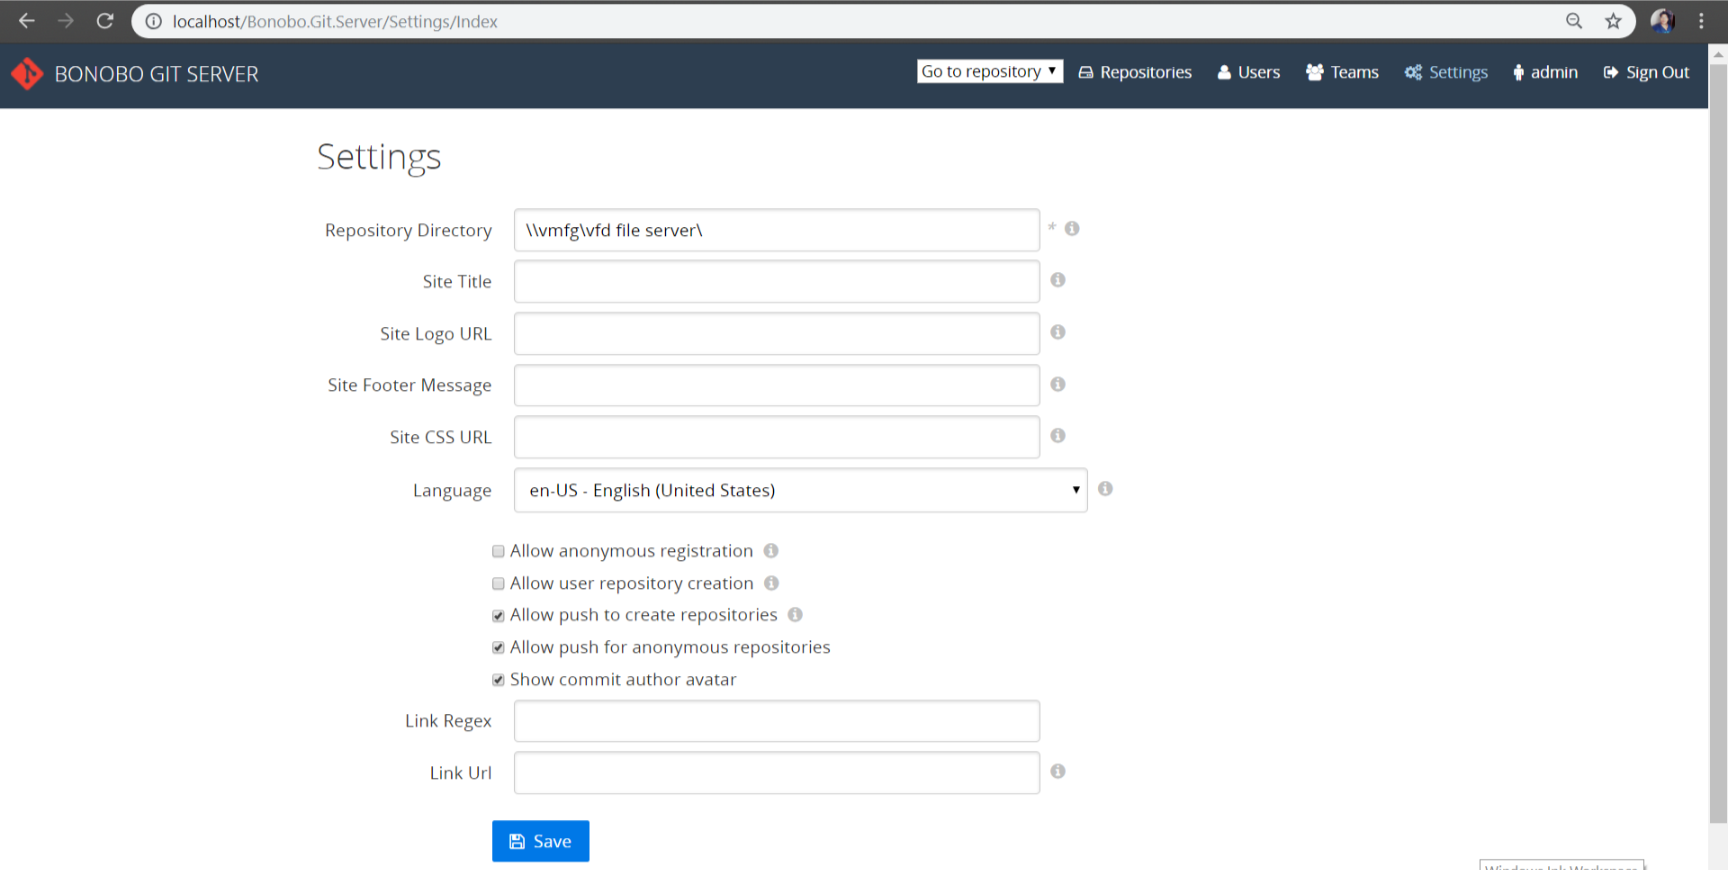 localhost/Bonobo.Git.Server/Settings/Index
BONOBO GIT SERVER
Go to repository
Repositories
Users
Teams
Settings
admin
Sign Out
Settings
Repository Directory
\\vmfg\vfd file server\
*
Site Title
Site Logo URL
Site Footer Message
Site CSS URL
Language
en-US - English (United States)
Allow anonymous registration
Allow user repository creation
Allow push to create repositories
Allow push for anonymous repositories
Show commit author avatar
Link Regex
Link Url
Save
Windows Ink Workspace